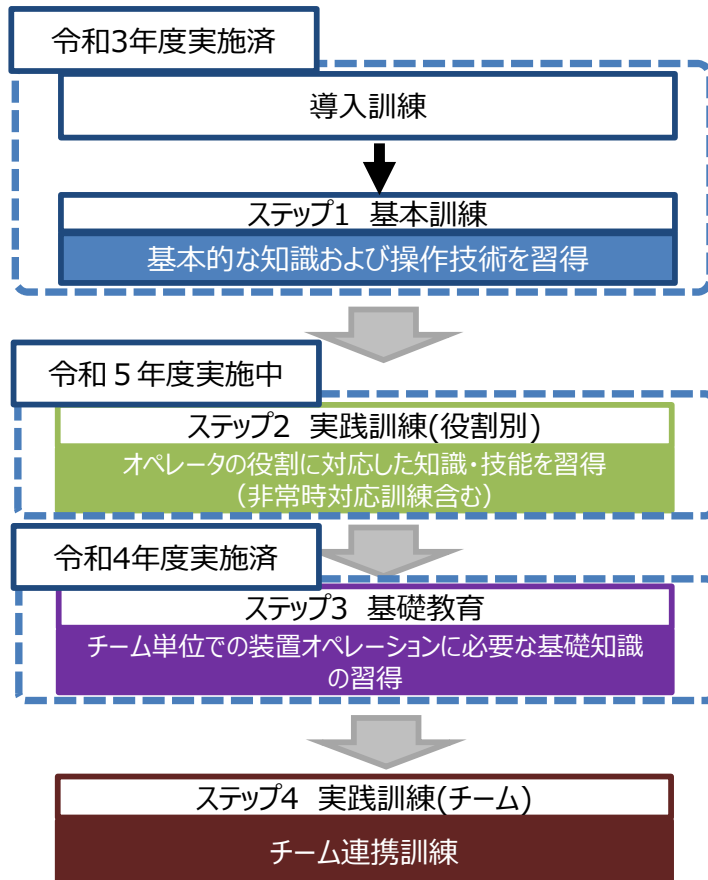 令和3年度実施済
導入訓練
ステップ1 基本訓練
基本的な知識および操作技術を習得
令和５年度実施中
ステップ2 実践訓練(役割別)
オペレータの役割に対応した知識・技能を習得
（非常時対応訓練含む）
令和4年度実施済
ステップ3 基礎教育
チーム単位での装置オペレーションに必要な基礎知識
の習得
ステップ4 実践訓練(チーム)
チーム連携訓練